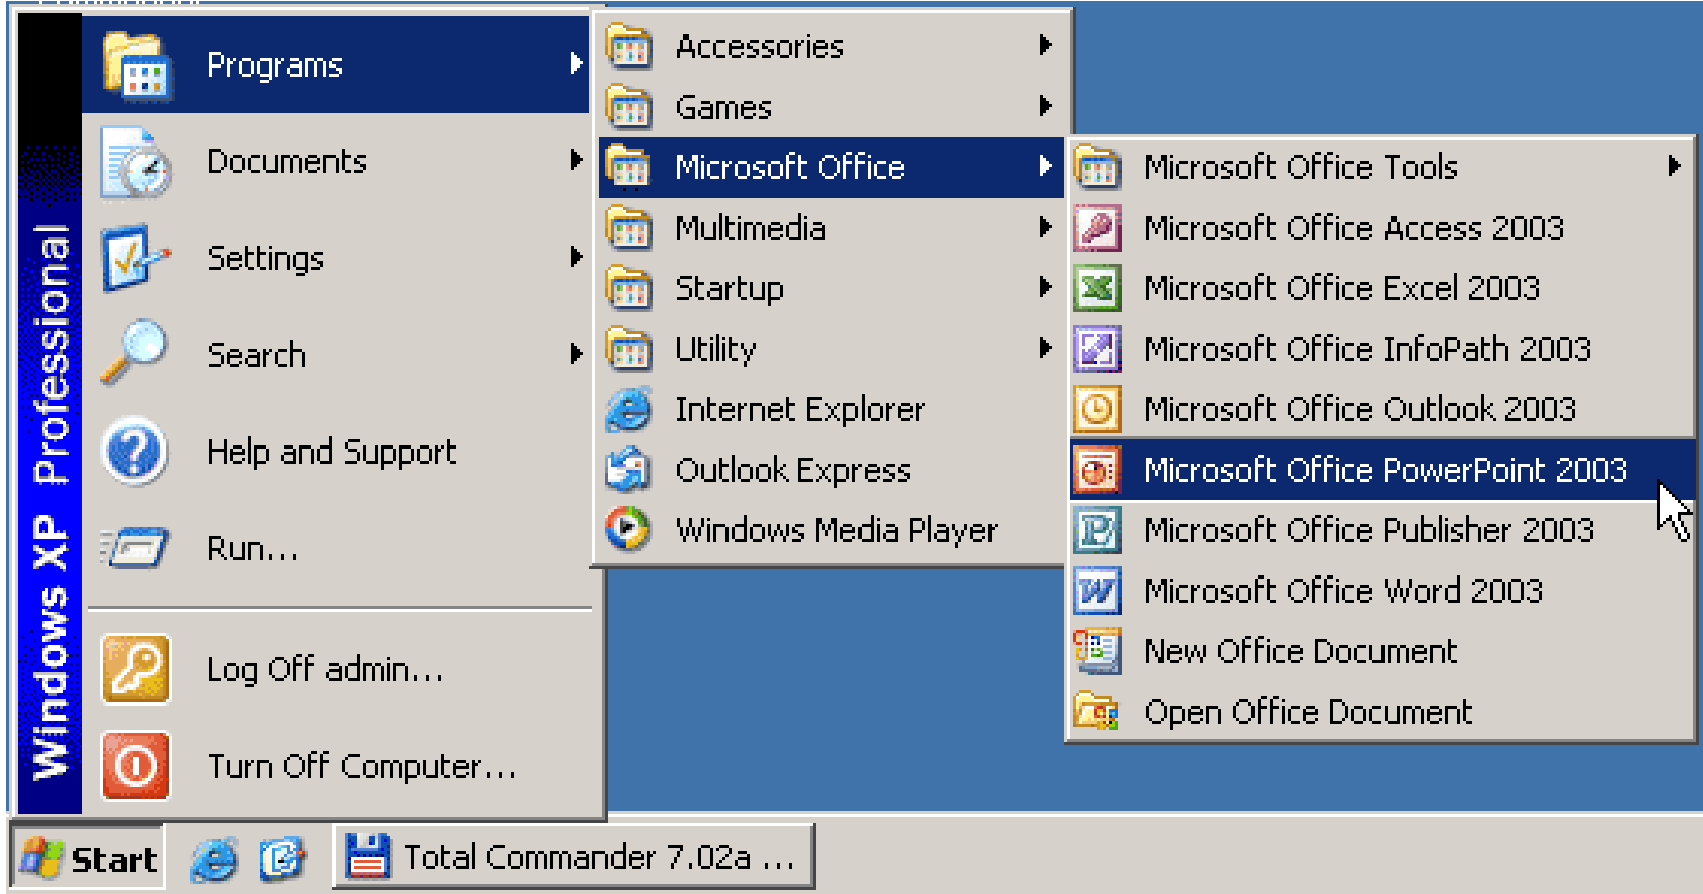 Windows XP Professional
Programs
Documents
Settings
Search
Help and Support
Run...
Log Off admin...
Turn Off Computer...
Accessories
Games
Microsoft Office
Multimedia
Startup
Utility
Internet Explorer
Outlook Express
Windows Media Player
Microsoft Office Tools
Microsoft Office Access 2003
Microsoft Office Excel 2003
Microsoft Office InfoPath 2003
Microsoft Office Outlook 2003
Microsoft Office PowerPoint 2003
Microsoft Office Publisher 2003
Microsoft Office Word 2003
New Office Document
Open Office Document
Start
Total Commander 7.02a ...